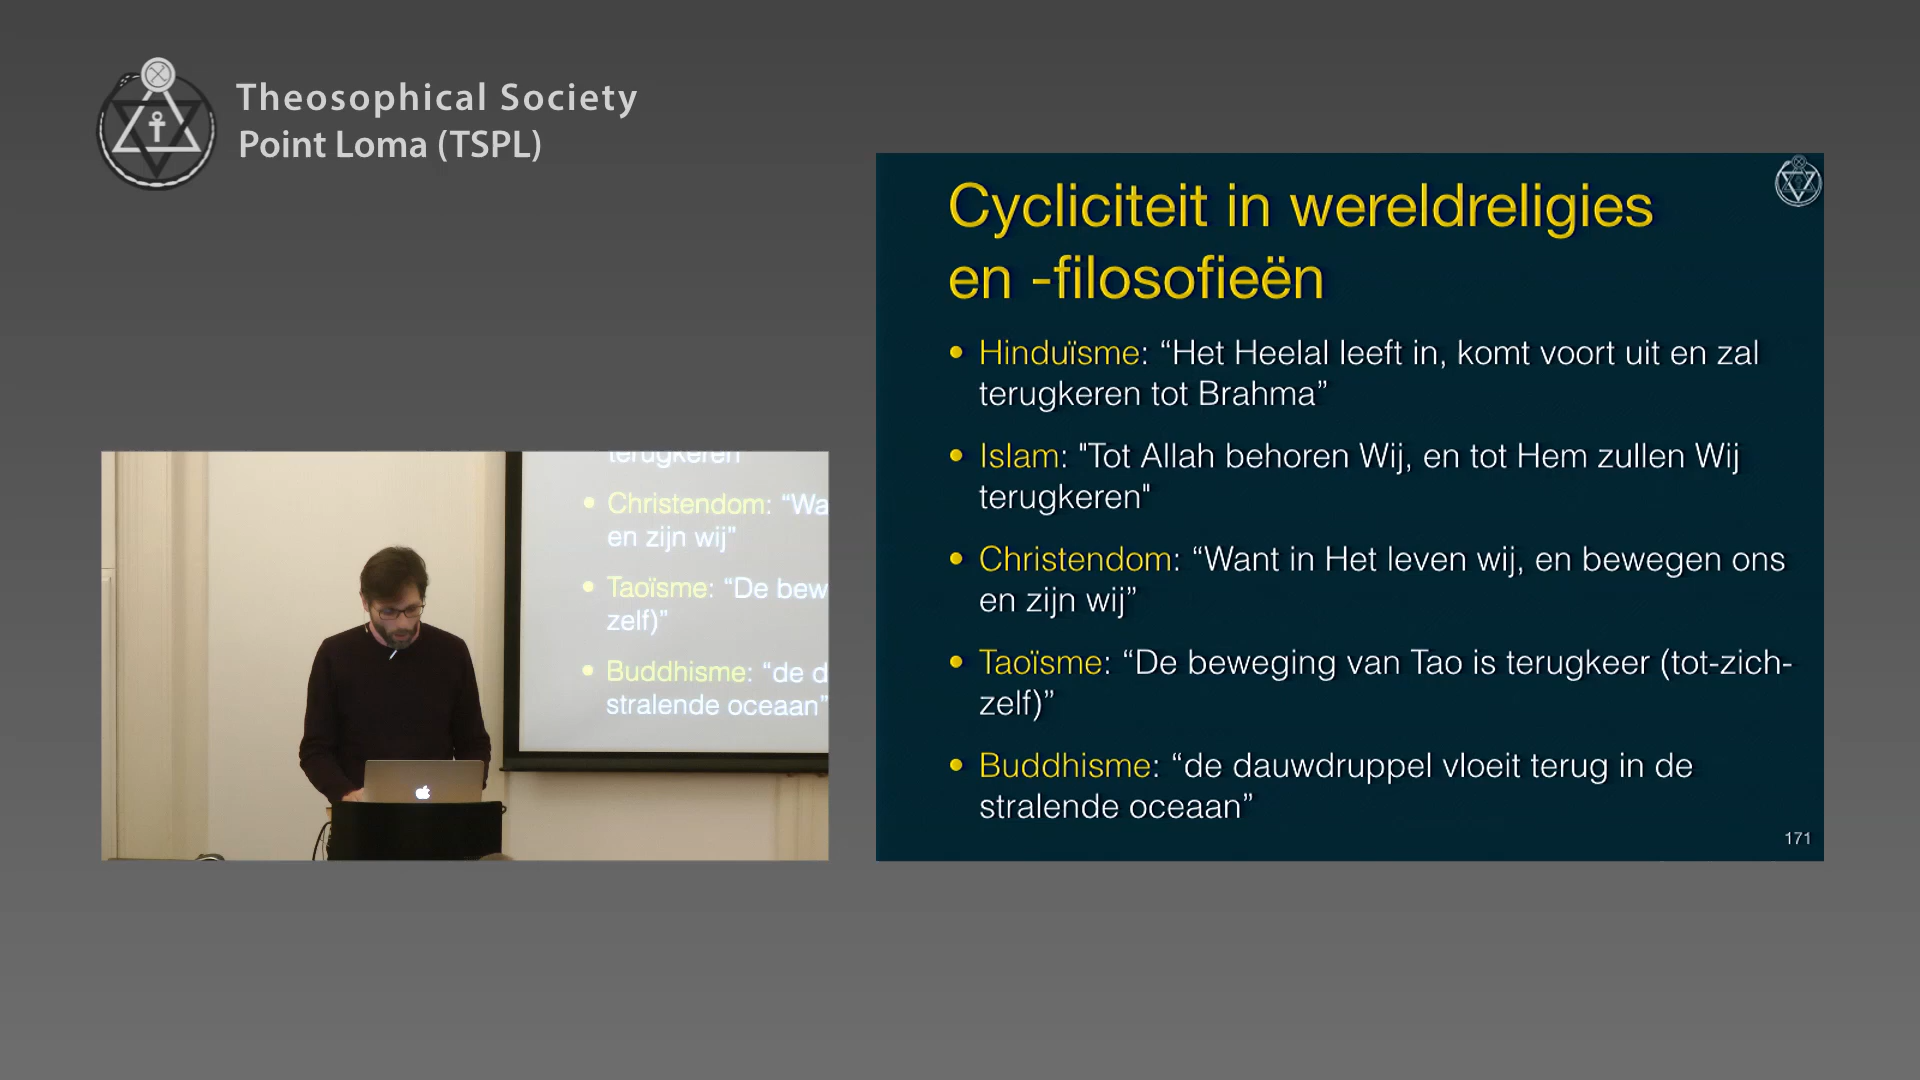 Theosophical Society
Point Loma (TSPL)
Cycliciteit in wereldreligies
en -filosofieën
• Hinduïsme: “Het Heelal leeft in, komt voort uit en zal
terugkeren tot Brahma”
• Islam: "Tot Allah behoren Wij, en tot Hem zullen Wij
terugkeren"
• Christendom: “Want in Het leven wij, en bewegen ons
en zijn wij”
• Taoïsme: “De beweging van Tao is terugkeer (tot-zich-
zelf)”
• Buddhisme: “de dauwdruppel vloeit terug in de
stralende oceaan”
171
terugkeren
• Christendom: “Wa
en zijn wij”
• Taoïsme: “De bew
zelf)”
• Buddhisme: “de d
stralende oceaan”